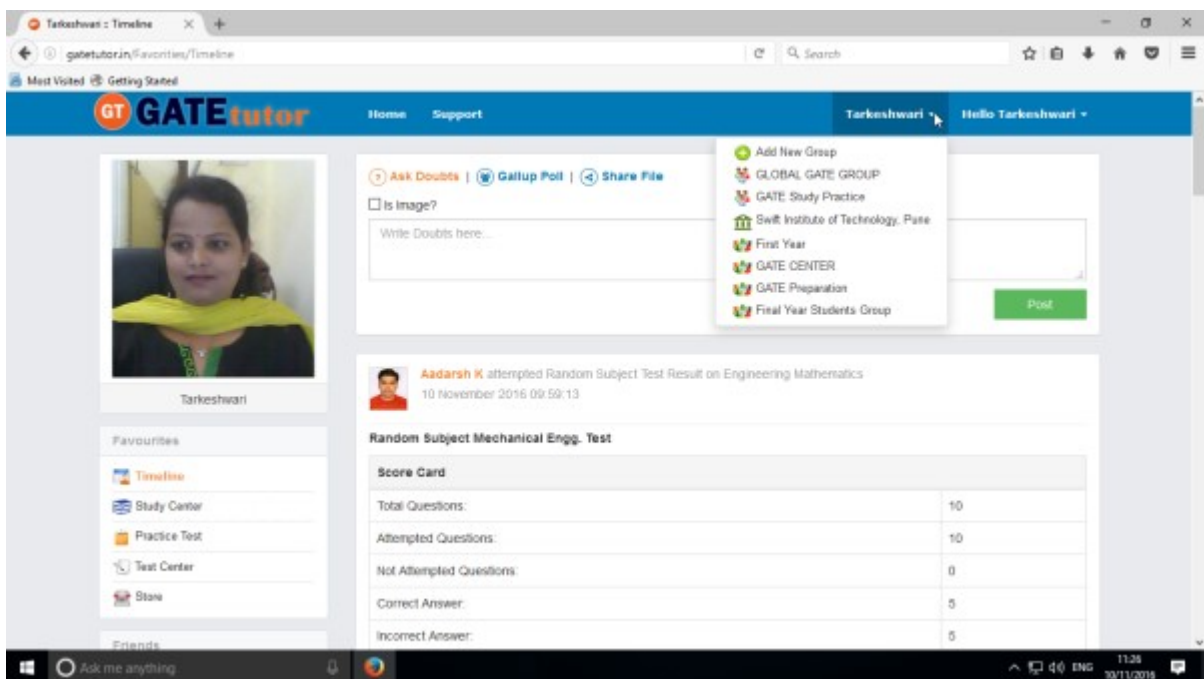 Tarkeshwari :: Timeline
gatetutor.in/Favorities/Timeline
Search
Most Visited Getting Started
GT GATEtutor Home Support Tarkeshwari Hello Tarkeshwari
Add New Group
GLOBAL GATE GROUP
GATE Study Practice
Swift Institute of Technology, Pune
First Year
GATE CENTER
GATE Preparation
Final Year Students Group
? Ask Doubts | Gallup Poll | Share File
Is Image?
Write Doubts here...
Post
Tarkeshwari
Favourites
Timeline
Study Center
Practice Test
Test Center
Store
Friends
Aadarsh K attempted Random Subject Test Result on Engineering Mathematics
10 November 2016 09:59:13
Random Subject Mechanical Engg. Test
Score Card
Total Questions: 10
Attempted Questions: 10
Not Attempted Questions: 0
Correct Answer: 5
Incorrect Answer: 5
Ask me anything
ENG
11:26
10/11/2016